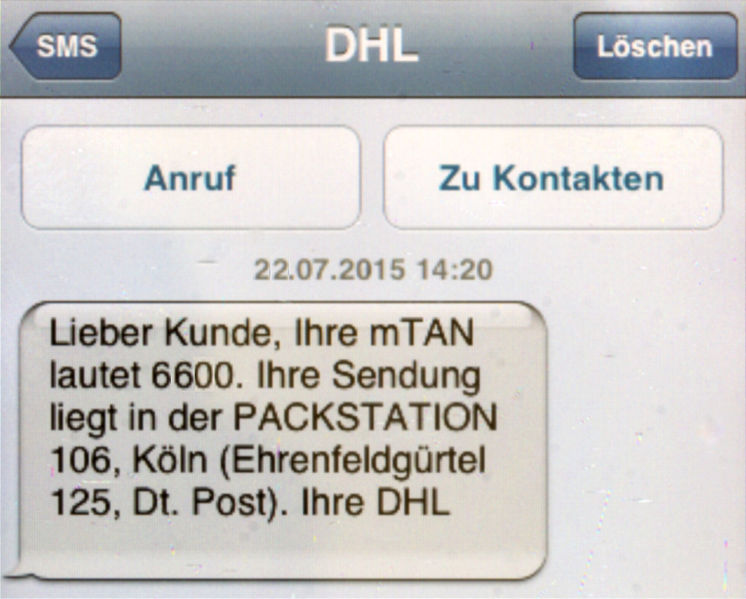 SMS DHL Löschen
Anruf Zu Kontakten
22.07.2015 14:20
Lieber Kunde, Ihre mTAN
lautet 6600. Ihre Sendung
liegt in der PACKSTATION
106, Köln (Ehrenfeldgürtel
125, Dt. Post). Ihre DHL